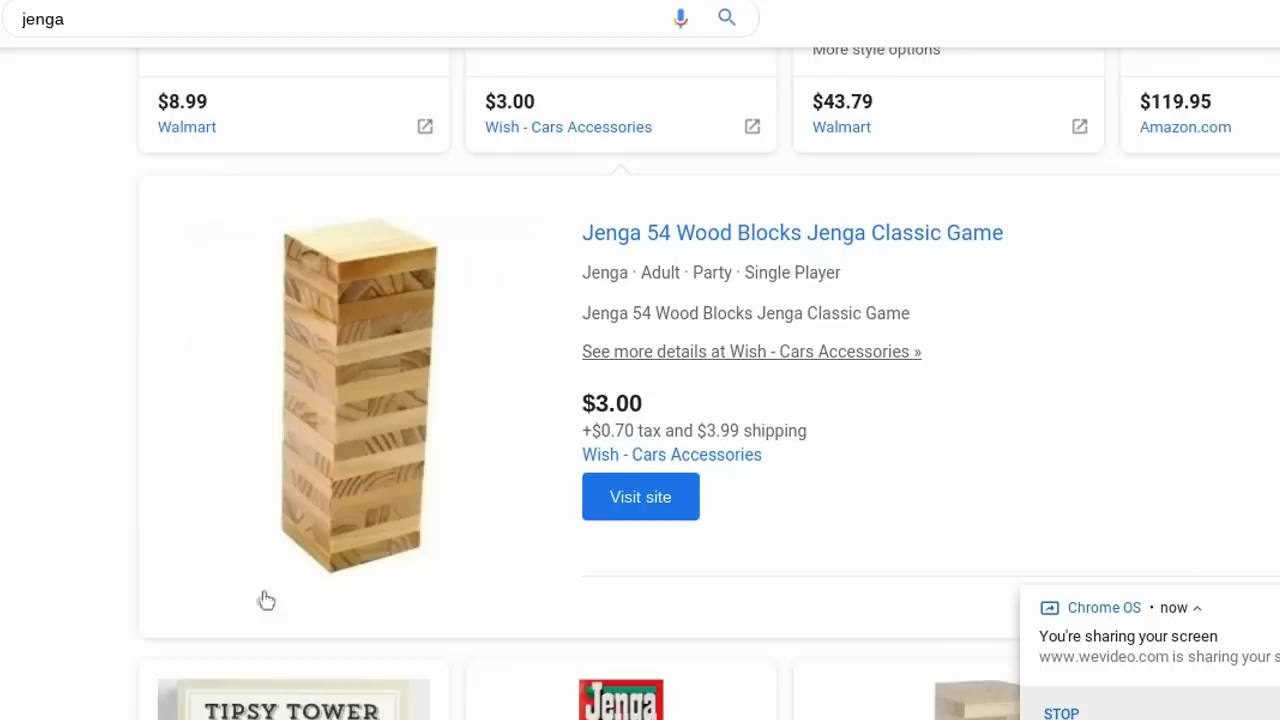 jenga
More style options
$8.99
Walmart
$3.00
Wish - Cars Accessories
$43.79
Walmart
$119.95
Amazon.com
Jenga 54 Wood Blocks Jenga Classic Game
Jenga · Adult · Party · Single Player
Jenga 54 Wood Blocks Jenga Classic Game
See more details at Wish - Cars Accessories »
$3.00
+$0.70 tax and $3.99 shipping
Wish - Cars Accessories
Visit site
Chrome OS • now
You're sharing your screen
www.wevideo.com is sharing your s
STOP
TIPSY TOWER
Jenga